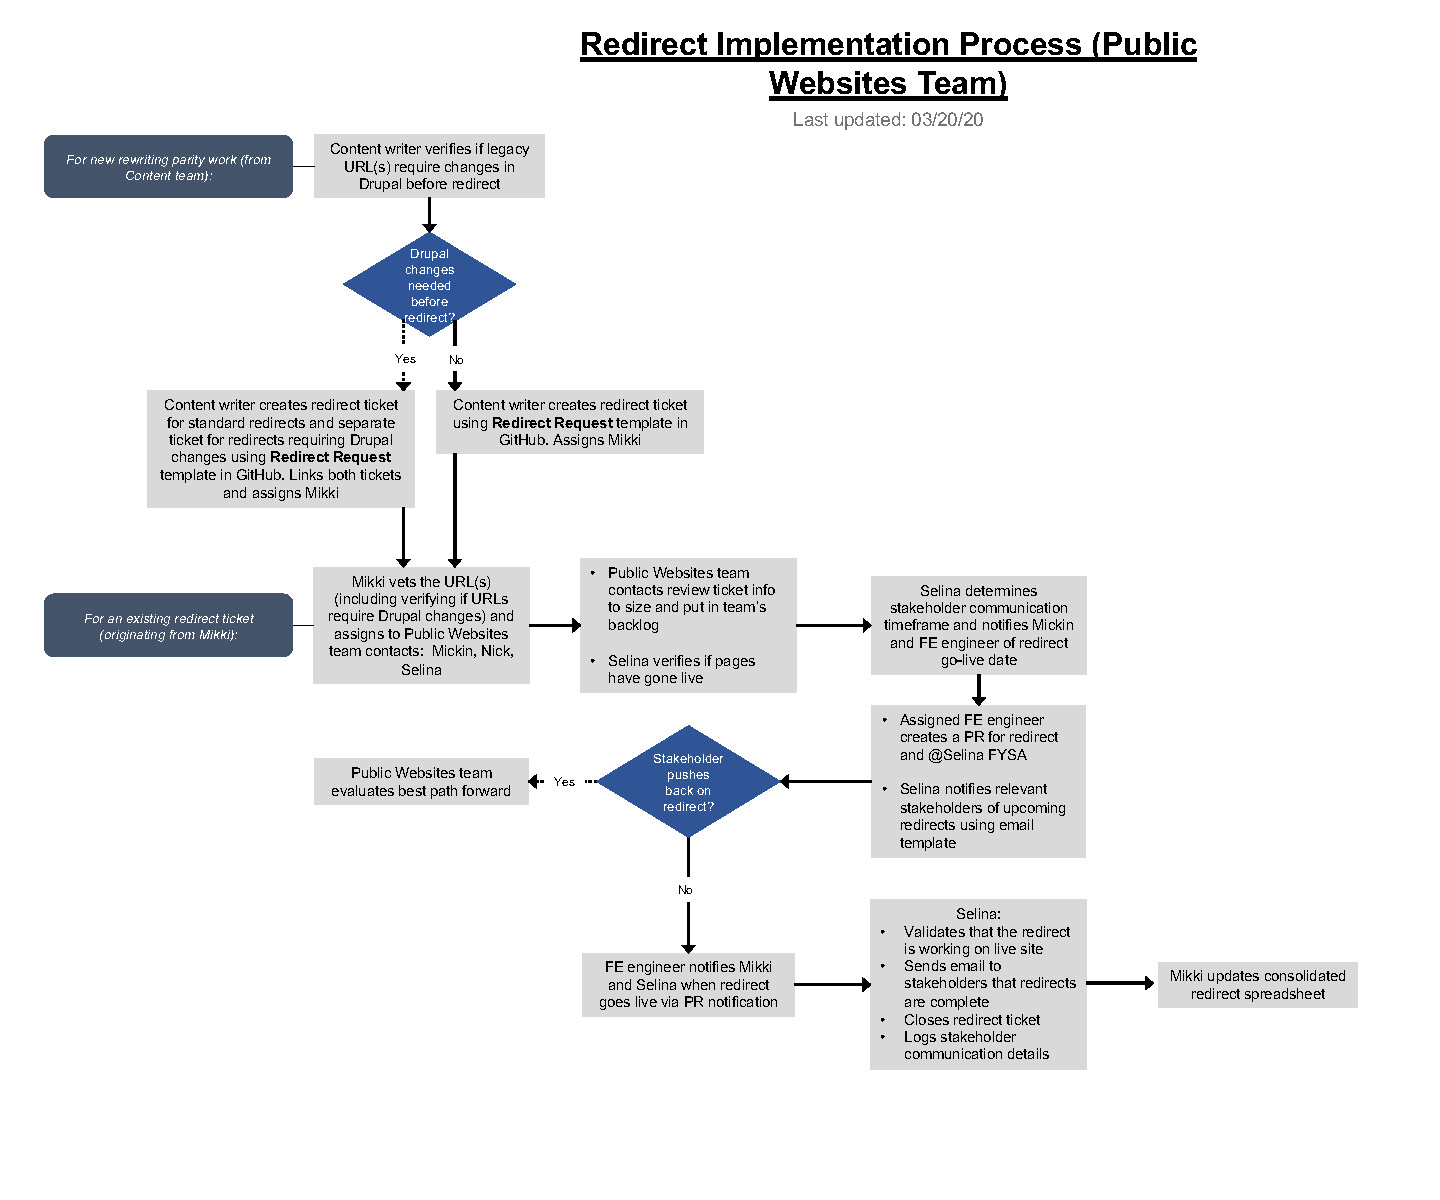 Redirect Implementation Process (Public
Websites Team)
Last updated: 03/20/20
For new rewriting parity work (from
Content team):
Content writer verifies if legacy
URL(s) require changes in
Drupal before redirect
Drupal
changes
needed
before
redirect?
Yes
No
Content writer creates redirect ticket
for standard redirects and separate
ticket for redirects requiring Drupal
changes using Redirect Request
template in GitHub. Links both tickets
and assigns Mikki
Content writer creates redirect ticket
using Redirect Request template in
GitHub. Assigns Mikki
For an existing redirect ticket
(originating from Mikki):
Mikki vets the URL(s)
(including verifying if URLs
require Drupal changes) and
assigns to Public Websites
team contacts: Mickin, Nick,
Selina
• Public Websites team
contacts review ticket info
to size and put in team's
backlog
• Selina verifies if pages
have gone live
Selina determines
stakeholder communication
timeframe and notifies Mickin
and FE engineer of redirect
go-live date
• Assigned FE engineer
creates a PR for redirect
and @Selina FYSA
• Selina notifies relevant
stakeholders of upcoming
redirects using email
template
Stakeholder
pushes
back on
redirect?
Yes
Public Websites team
evaluates best path forward
No
FE engineer notifies Mikki
and Selina when redirect
goes live via PR notification
Selina:
• Validates that the redirect
is working on live site
• Sends email to
stakeholders that redirects
are complete
• Closes redirect ticket
• Logs stakeholder
communication details
Mikki updates consolidated
redirect spreadsheet